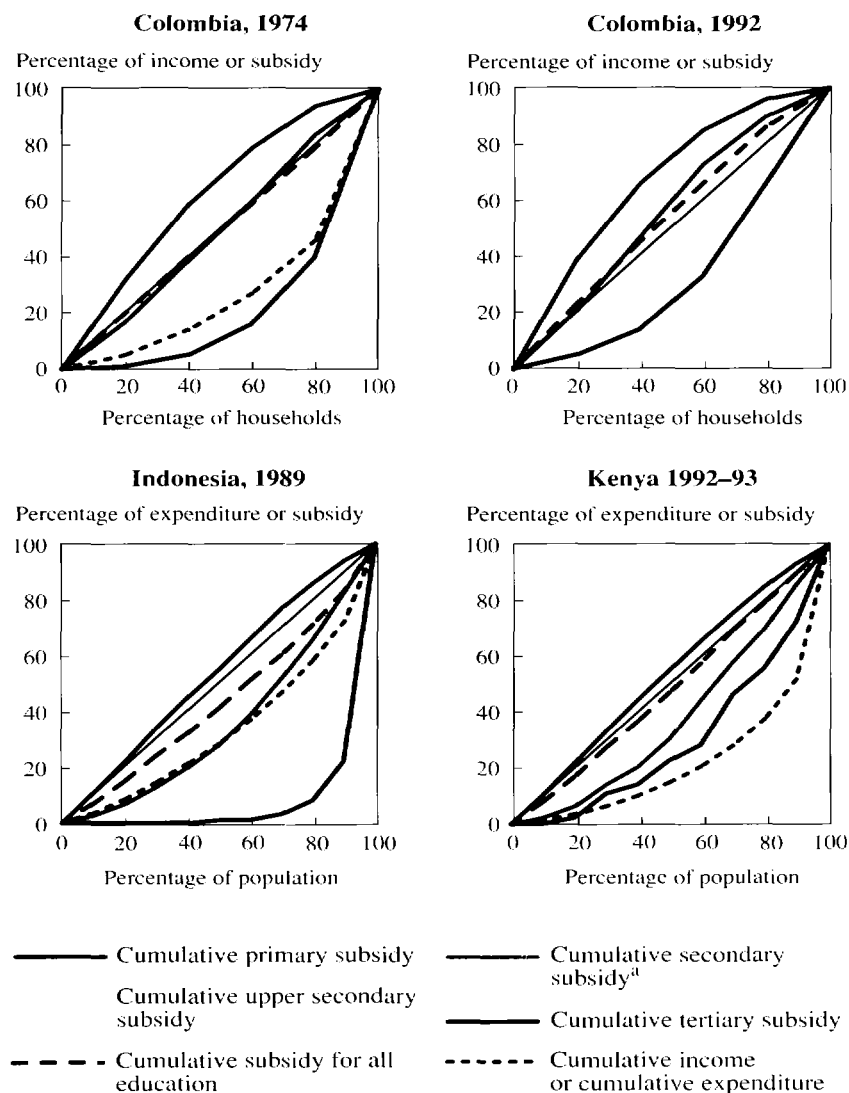 Colombia, 1974
Percentage of income or subsidy
100
80
60
40
20
0
0 20 40 60 80 100
Percentage of households
Colombia, 1992
Percentage of income or subsidy
100
80
60
40
20
0
0 20 40 60 80 100
Percentage of households
Indonesia, 1989
Percentage of expenditure or subsidy
100
80
60
40
20
0
0 20 40 60 80 100
Percentage of population
Kenya 1992–93
Percentage of expenditure or subsidy
100
80
60
40
20
0
0 20 40 60 80 100
Percentage of population
Cumulative primary subsidy
Cumulative upper secondary
subsidy
Cumulative subsidy for all
education
Cumulative secondary
subsidyᵃ
Cumulative tertiary subsidy
Cumulative income
or cumulative expenditure